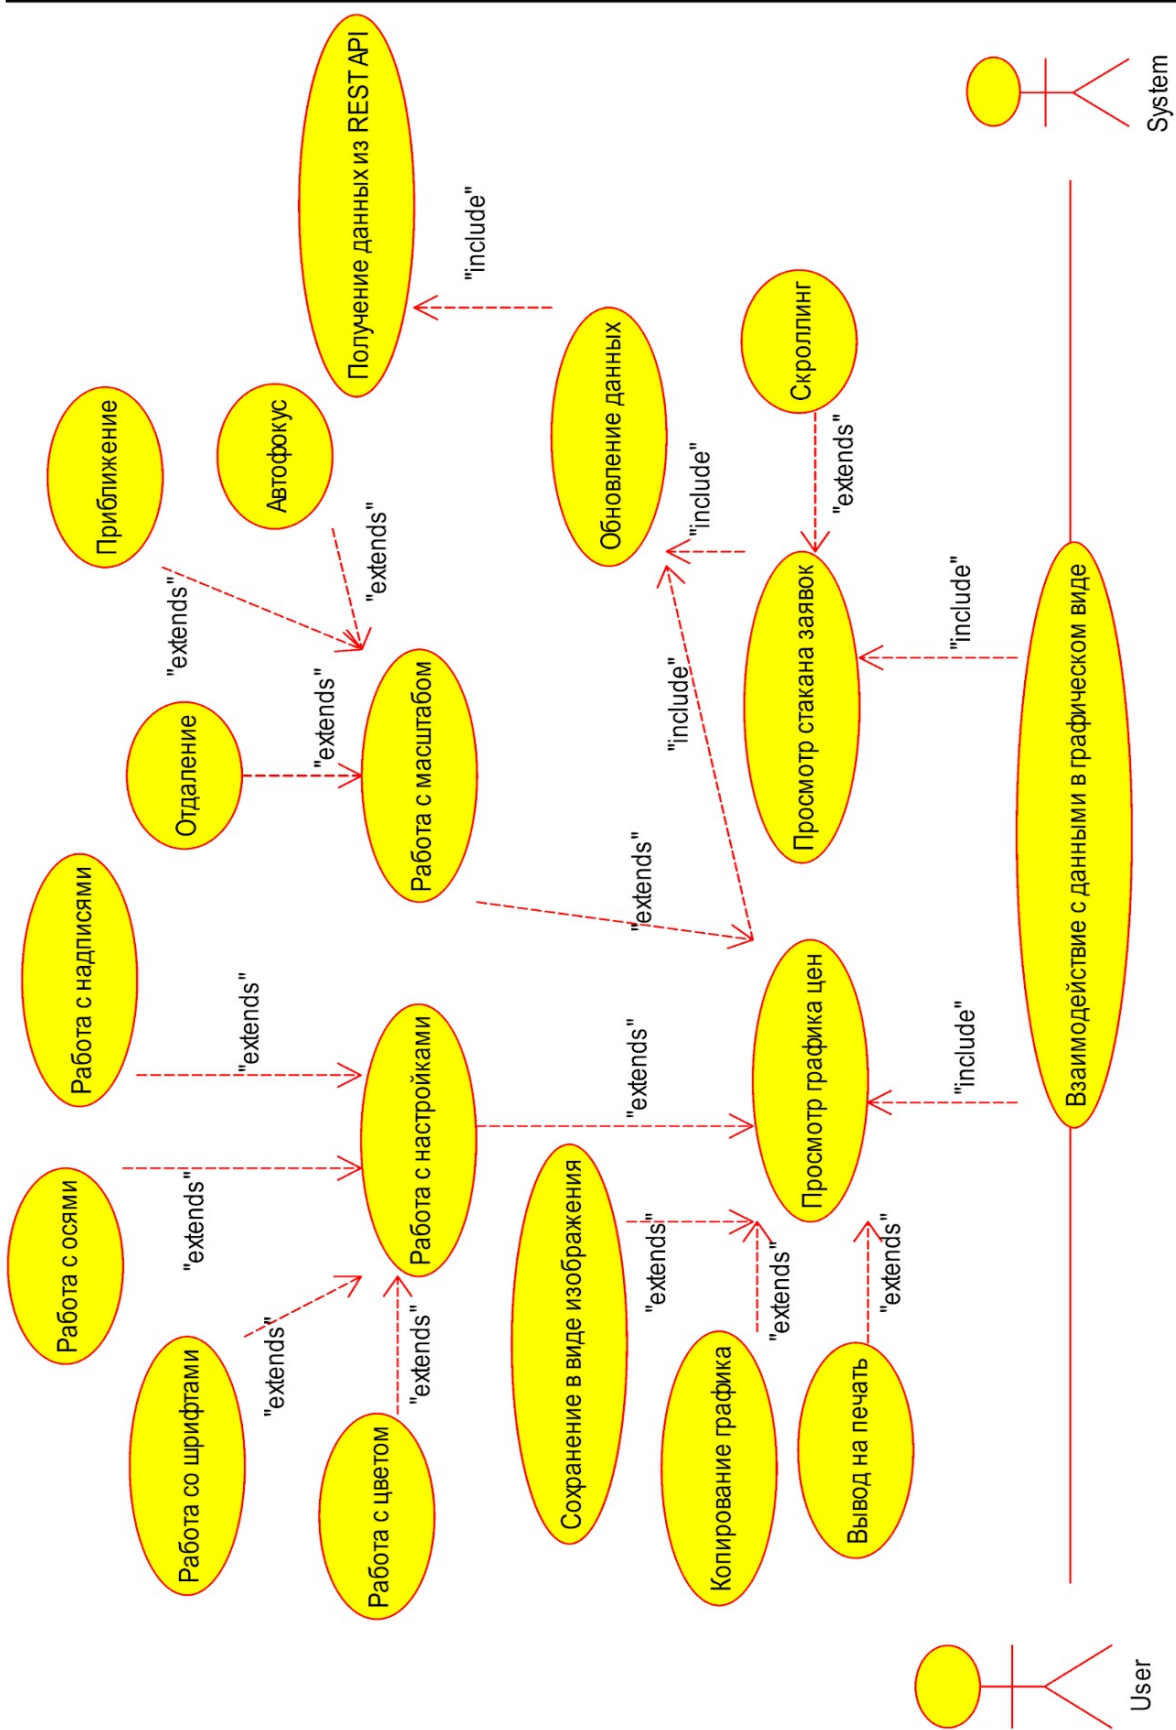 Работа с осями
Работа с надписями
Приближение
Работа со шрифтами
"extends"
Отдаление
"extends"
"extends"
"extends"
Автофокус
"extends"
Получение данных из REST API
Работа с цветом
"extends"
"extends"
Работа с настройками
Работа с масштабом
"include"
Сохранение в виде изображения
Обновление данных
"extends"
"extends"
"extends"
"include"
"include"
Копирование графика
"extends"
Просмотр графика цен
Просмотр стакана заявок
"extends"
Скроллинг
Вывод на печать
"extends"
"include"
"include"
Взаимодействие с данными в графическом виде
User
System